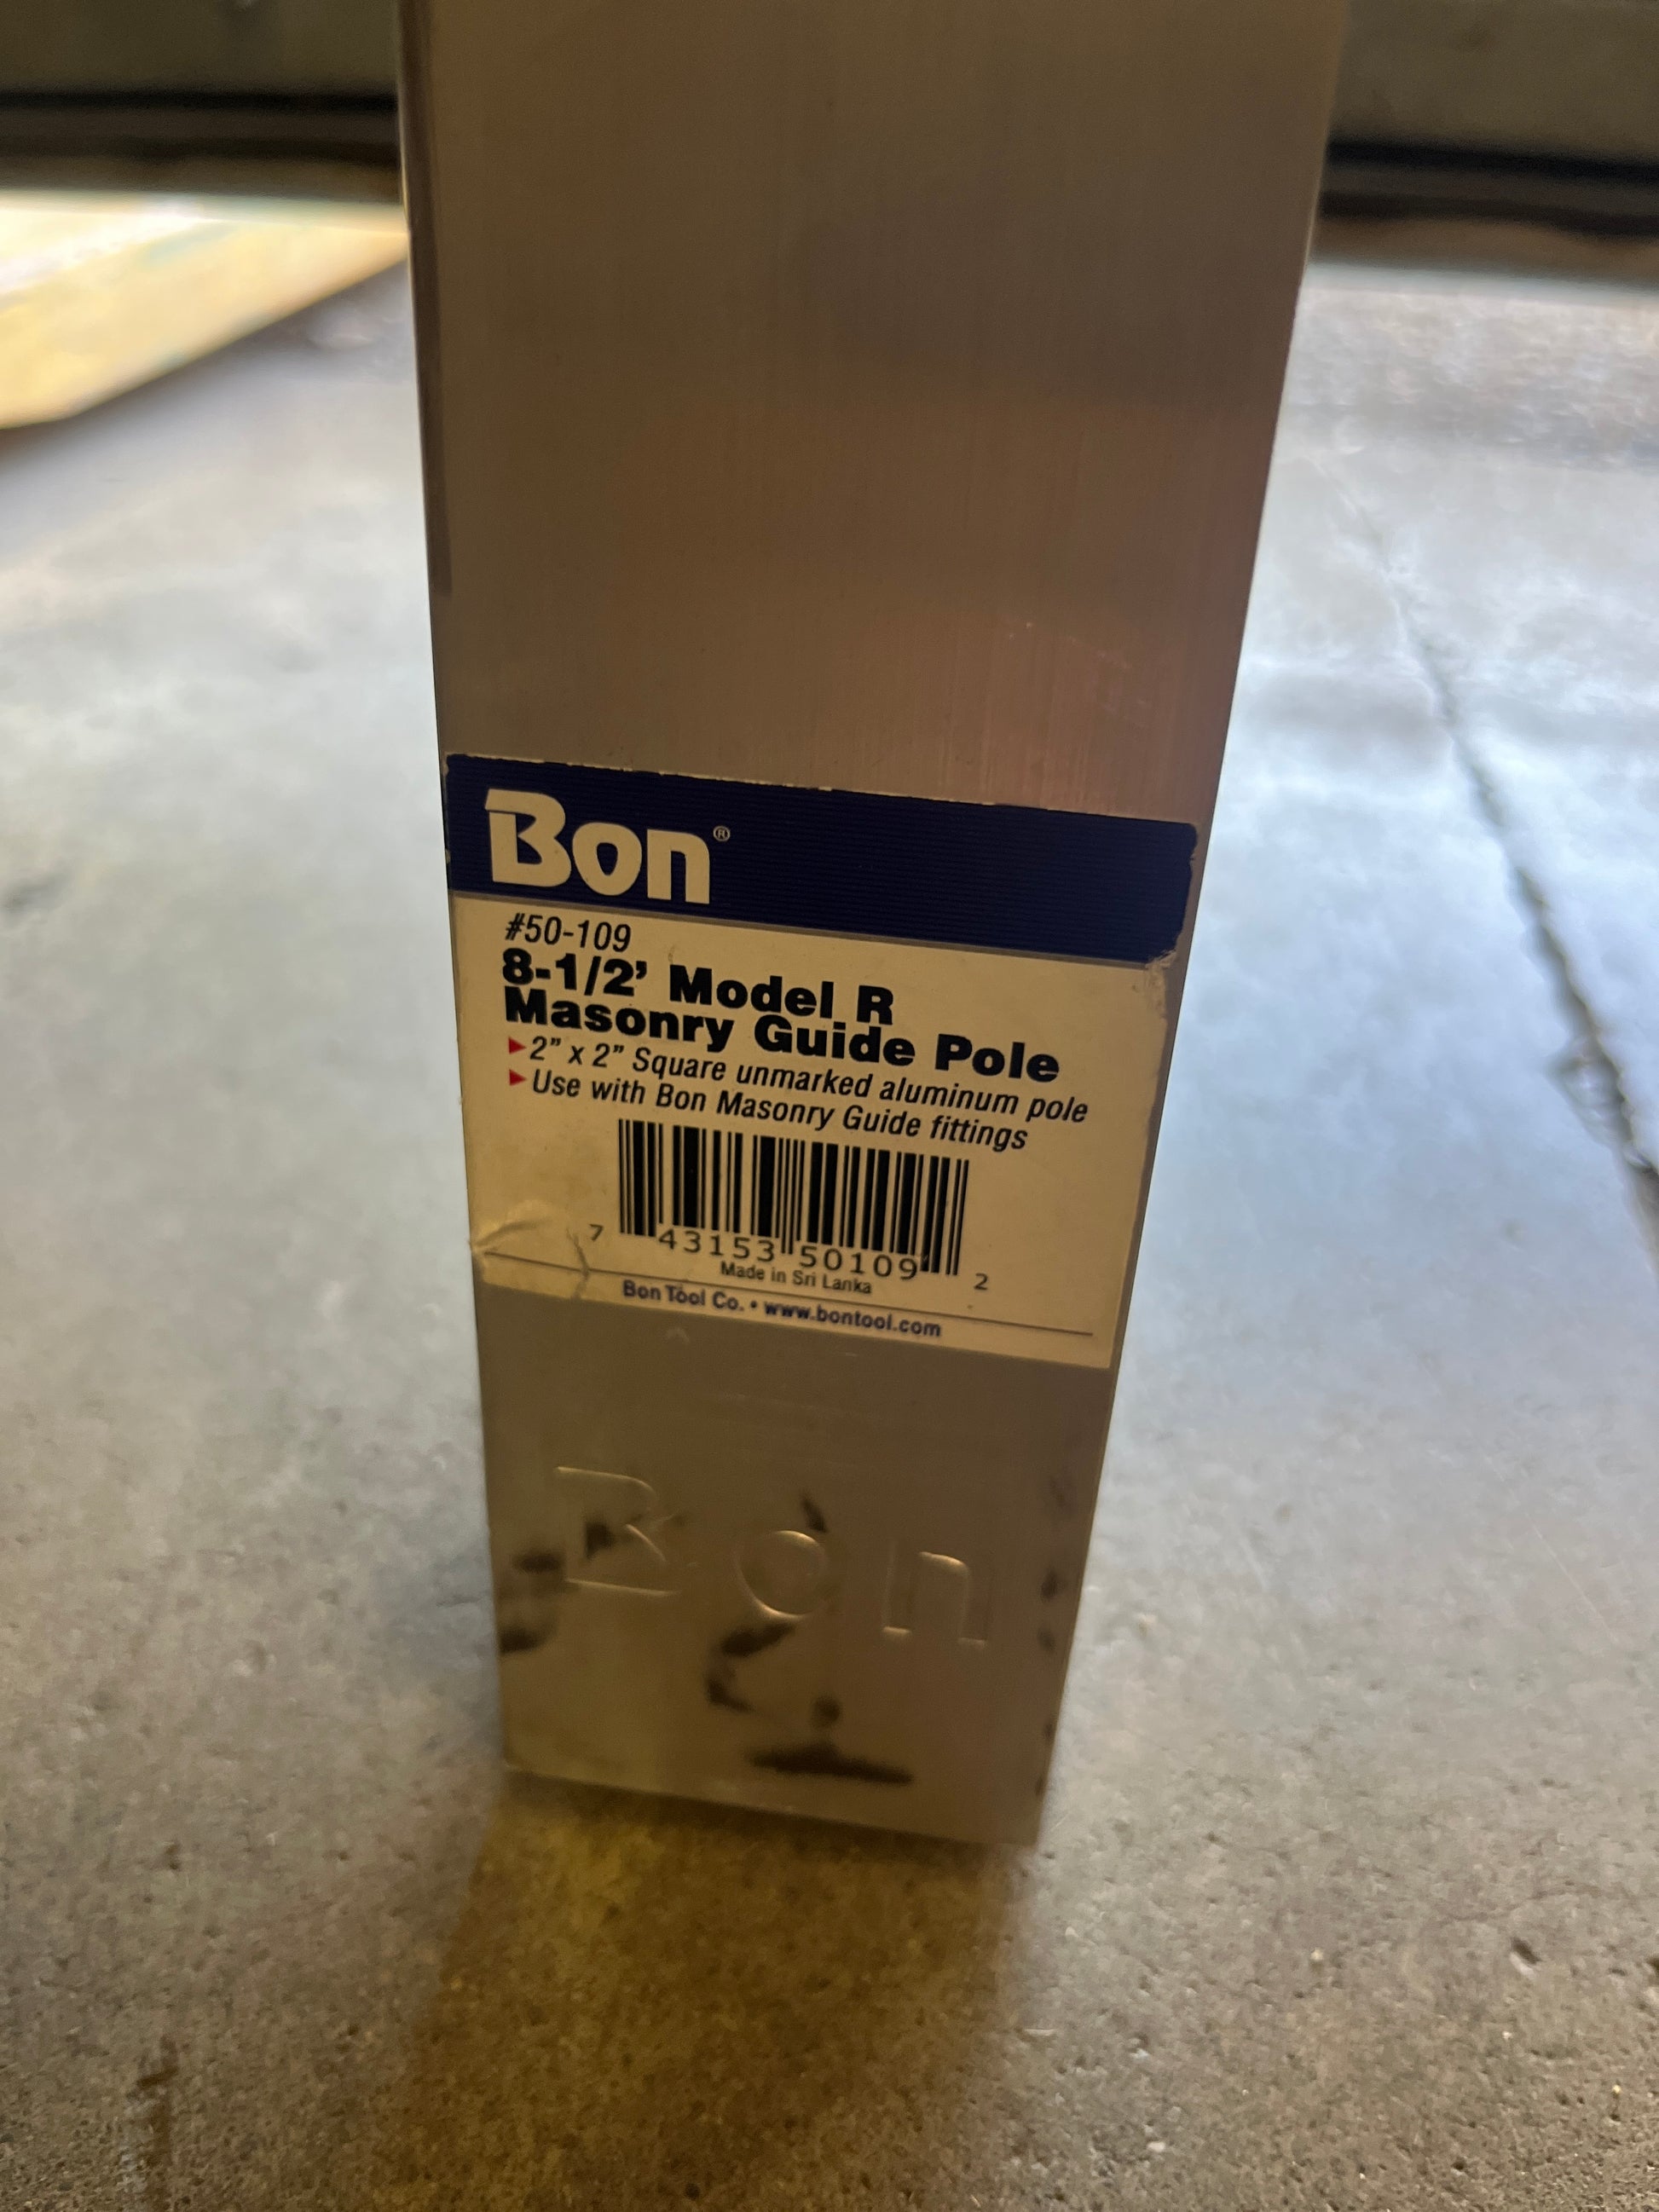 Bon®
#50-109
8-1/2’ Model R
Masonry Guide Pole
▶2” x 2” Square unmarked aluminum pole
▶Use with Bon Masonry Guide fittings
7 43153 50109 2
Made in Sri Lanka
Bon Tool Co. • www.bontool.com
Bon